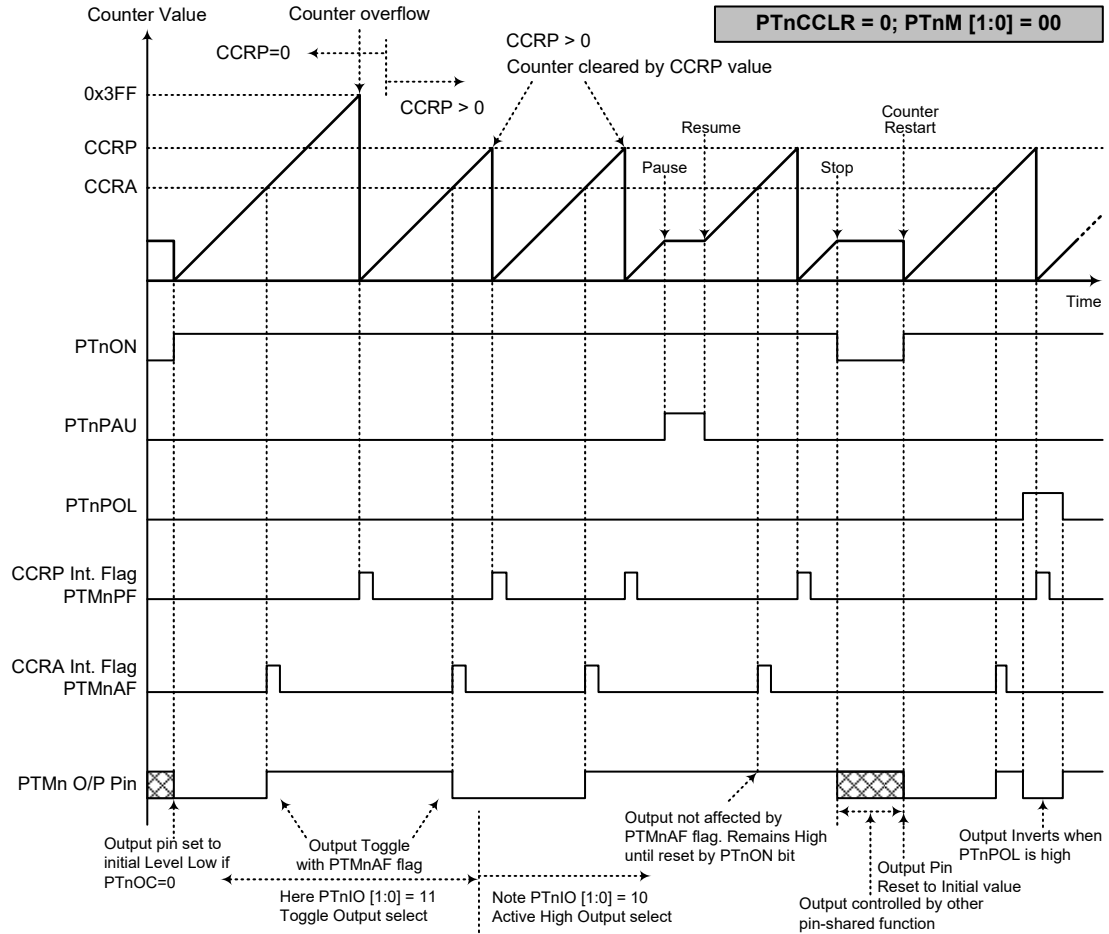 Counter Value
Counter overflow
PTnCCLR = 0; PTnM [1:0] = 00
CCRP=0
CCRP > 0
CCRP > 0
Counter cleared by CCRP value
0x3FF
CCRP
CCRA
Pause
Resume
Stop
Counter
Restart
Time
PTnON
PTnPAU
PTnPOL
CCRP Int. Flag
PTMnPF
CCRA Int. Flag
PTMnAF
PTMn O/P Pin
Output pin set to
initial Level Low if
PTnOC=0
Output Toggle
with PTMnAF flag
Here PTnIO [1:0] = 11
Toggle Output select
Note PTnIO [1:0] = 10
Active High Output select
Output not affected by
PTMnAF flag. Remains High
until reset by PTnON bit
Output controlled by other
pin-shared function
Output Pin
Reset to Initial value
Output Inverts when
PTnPOL is high